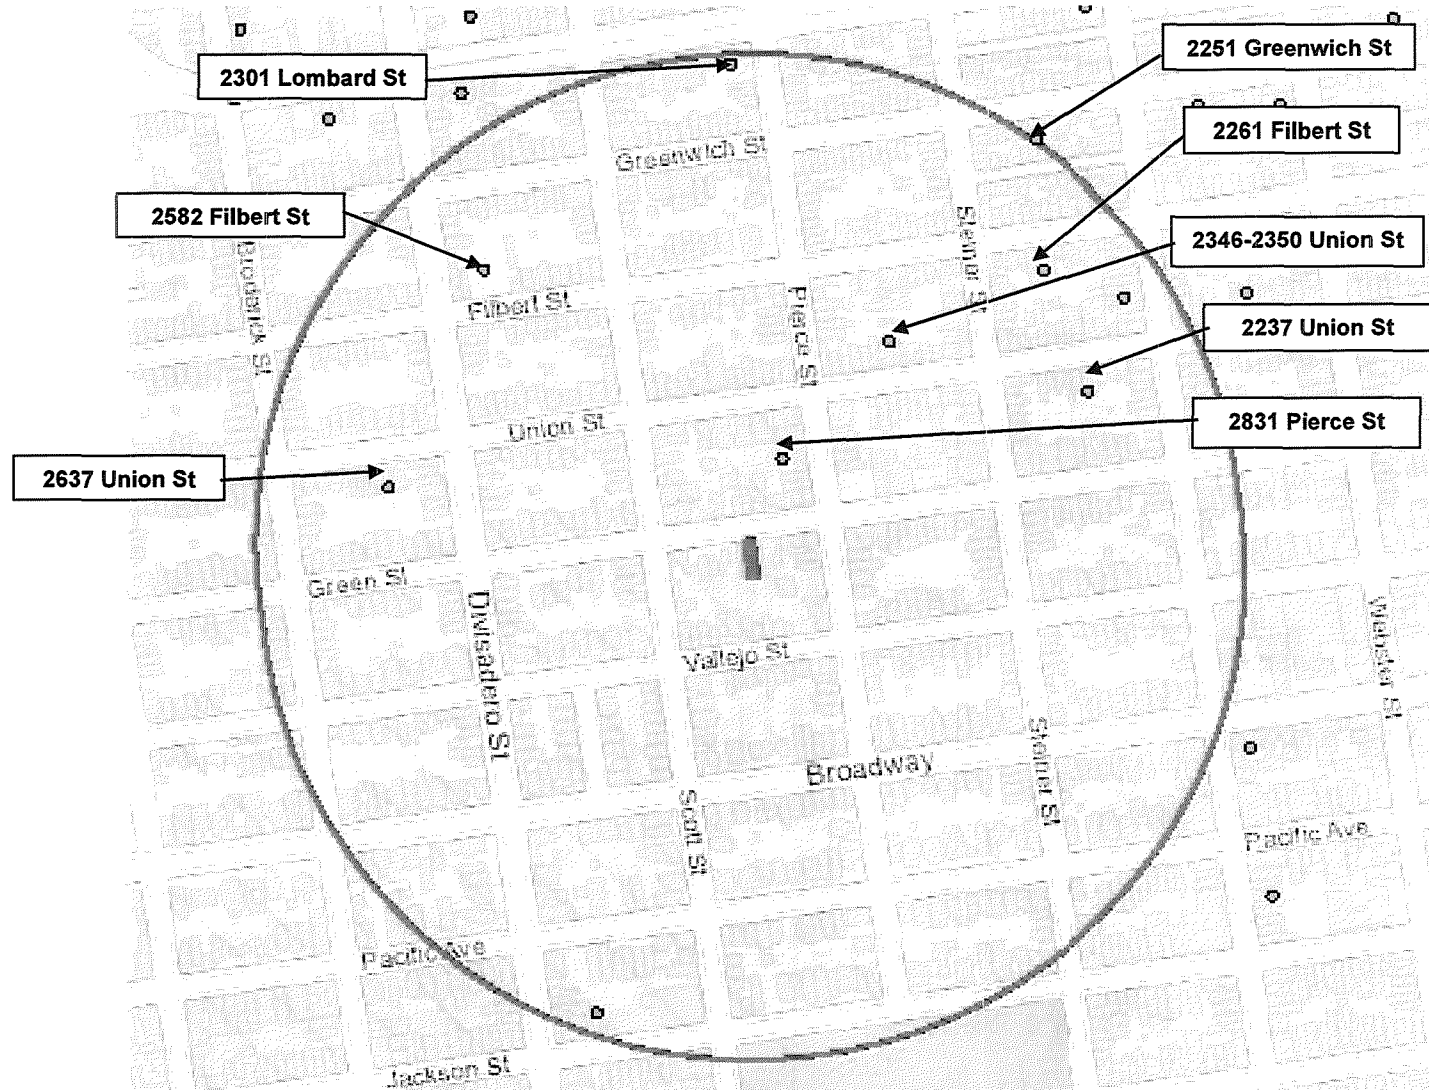 2251 Greenwich St
2301 Lombard St
2261 Filbert St
Greenwich St
2582 Filbert St
2346-2350 Union St
Steiner St
Broderick St
Filbert St
Pierce St
2237 Union St
2831 Pierce St
Union St
2637 Union St
Green St
Divisadero St
Vallejo St
Webster St
Broadway
Steiner St
Scott St
Pacific Ave
Pacific Ave
Jackson St